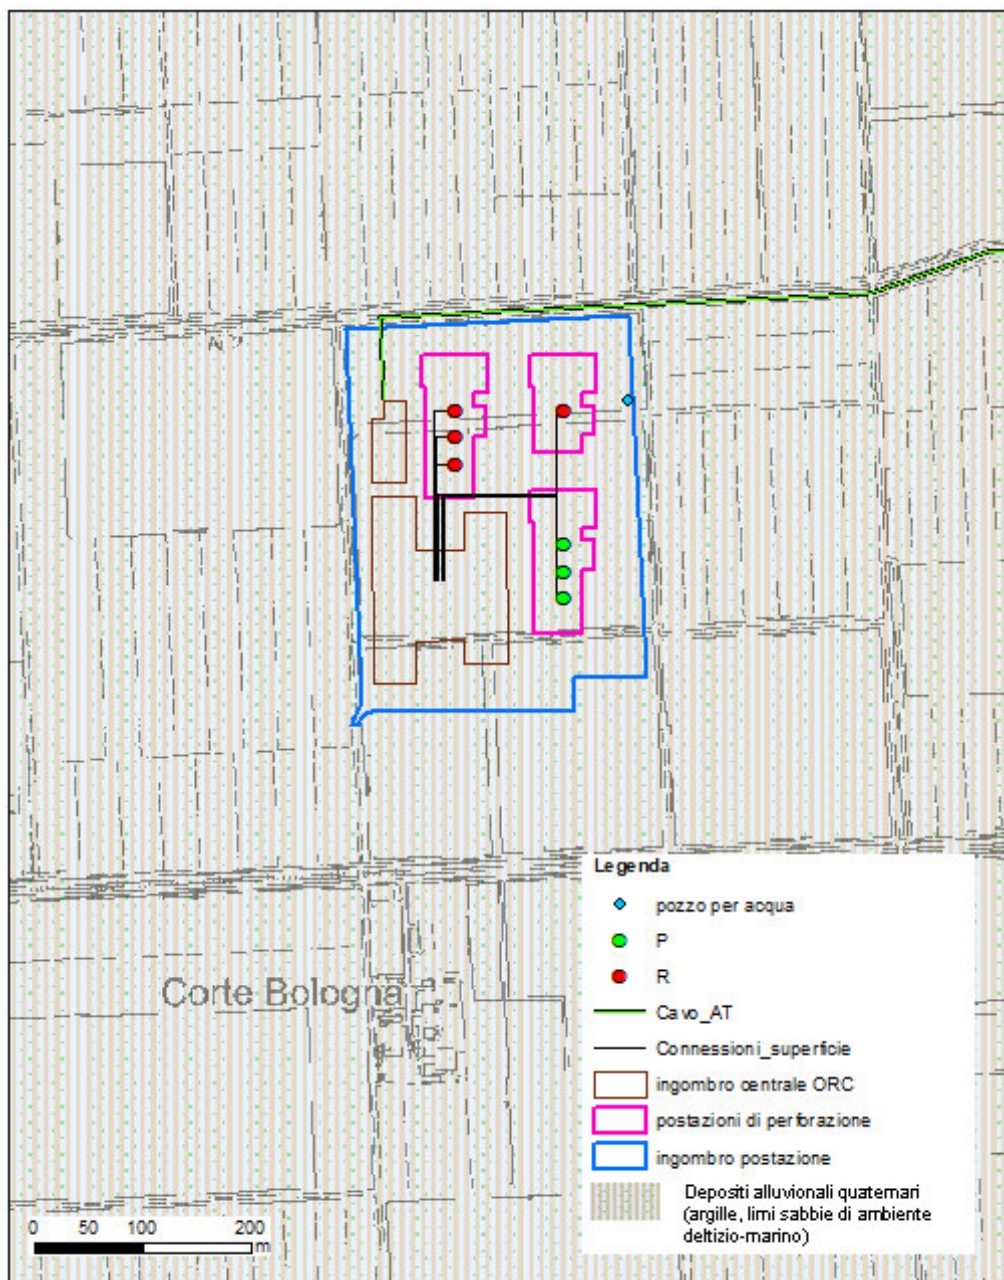 Corte Bologna
Legenda
pozzo per acqua
P
R
Cavo_AT
Connessioni_superficie
ingombro centrale ORC
postazioni di perforazione
ingombro postazione
Depositi alluvionali quaternari
(argille, limi sabbie di ambiente
deltizio-marino)
0 50 100 200
m